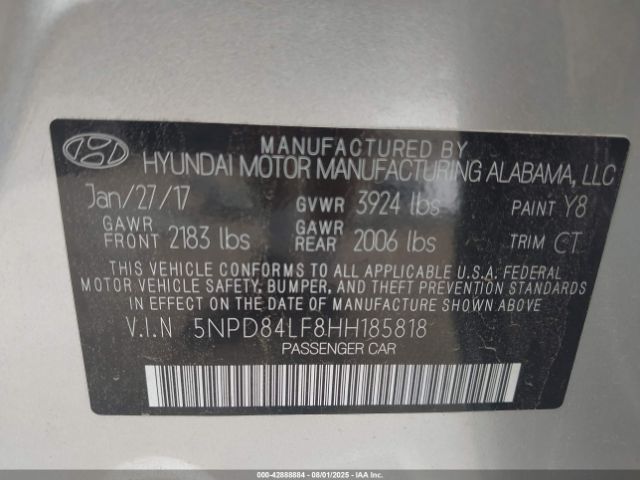 MANUFACTURED BY
HYUNDAI MOTOR MANUFACTURING ALABAMA, LLC
Jan/27/17 GVWR 3924 lbs PAINT Y8
GAWR FRONT 2183 lbs GAWR REAR 2006 lbs TRIM CT
THIS VEHICLE CONFORMS TO ALL APPLICABLE U.S.A. FEDERAL
MOTOR VEHICLE SAFETY, BUMPER, AND THEFT PREVENTION STANDARDS
IN EFFECT ON THE DATE OF MANUFACTURE SHOWN ABOVE.
V.I.N 5NPD84LF8HH185818
PASSENGER CAR
000-42888884 - 08/01/2025 - IAAI.com